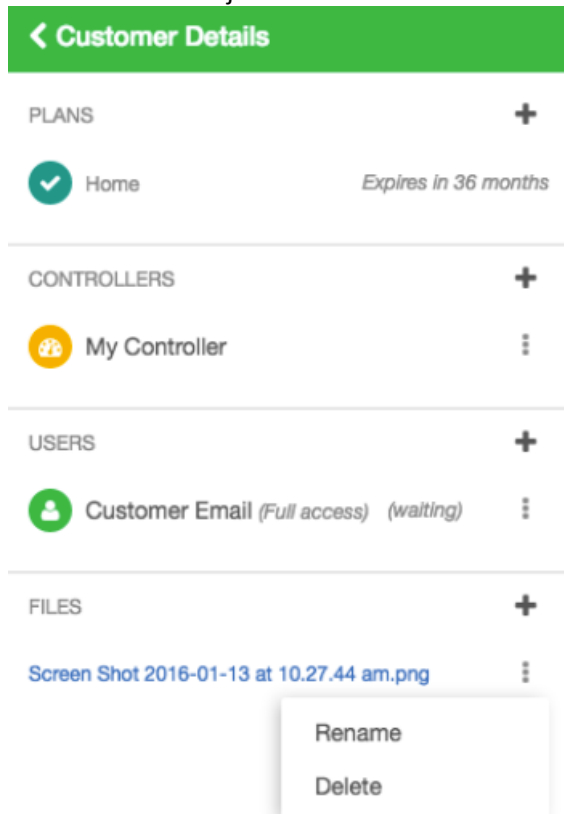 Customer Details
PLANS
Home Expires in 36 months
CONTROLLERS
My Controller
USERS
Customer Email (Full access) (waiting)
FILES
Screen Shot 2016-01-13 at 10.27.44 am.png
Rename
Delete